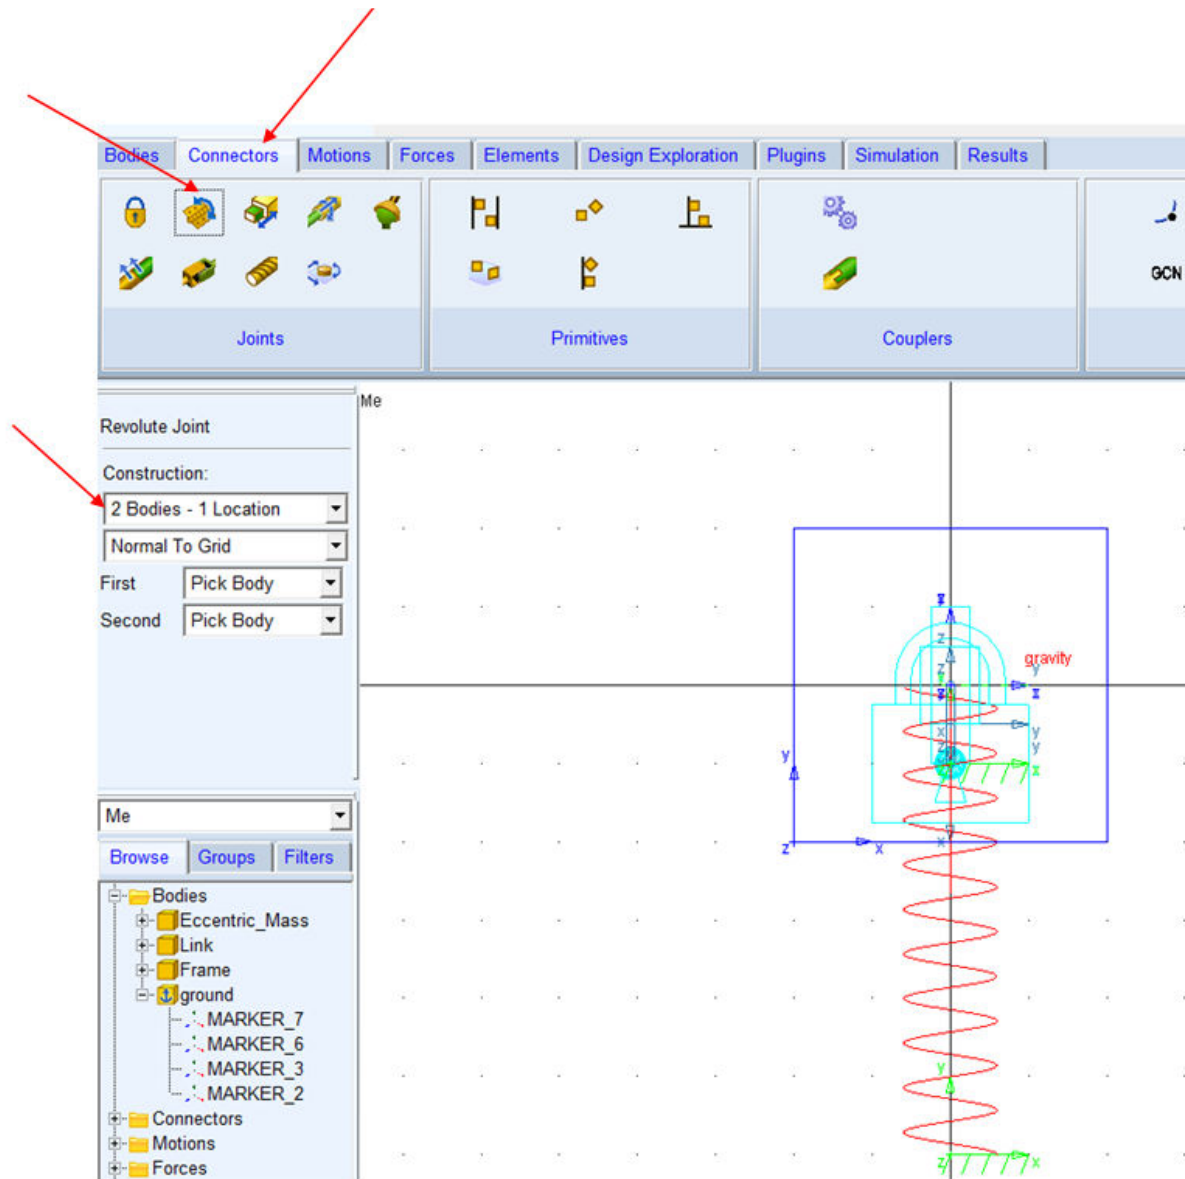 Bodies Connectors Motions Forces Elements Design Exploration Plugins Simulation Results
GCN
Joints Primitives Couplers
Me
Revolute Joint
Construction:
2 Bodies - 1 Location
Normal To Grid
First Pick Body
Second Pick Body
Me
Browse Groups Filters
Bodies
Eccentric_Mass
Link
Frame
ground
MARKER_7
MARKER_6
MARKER_3
MARKER_2
Connectors
Motions
Forces
z
gravity
z y
x y
y
y
x
z x
y
x